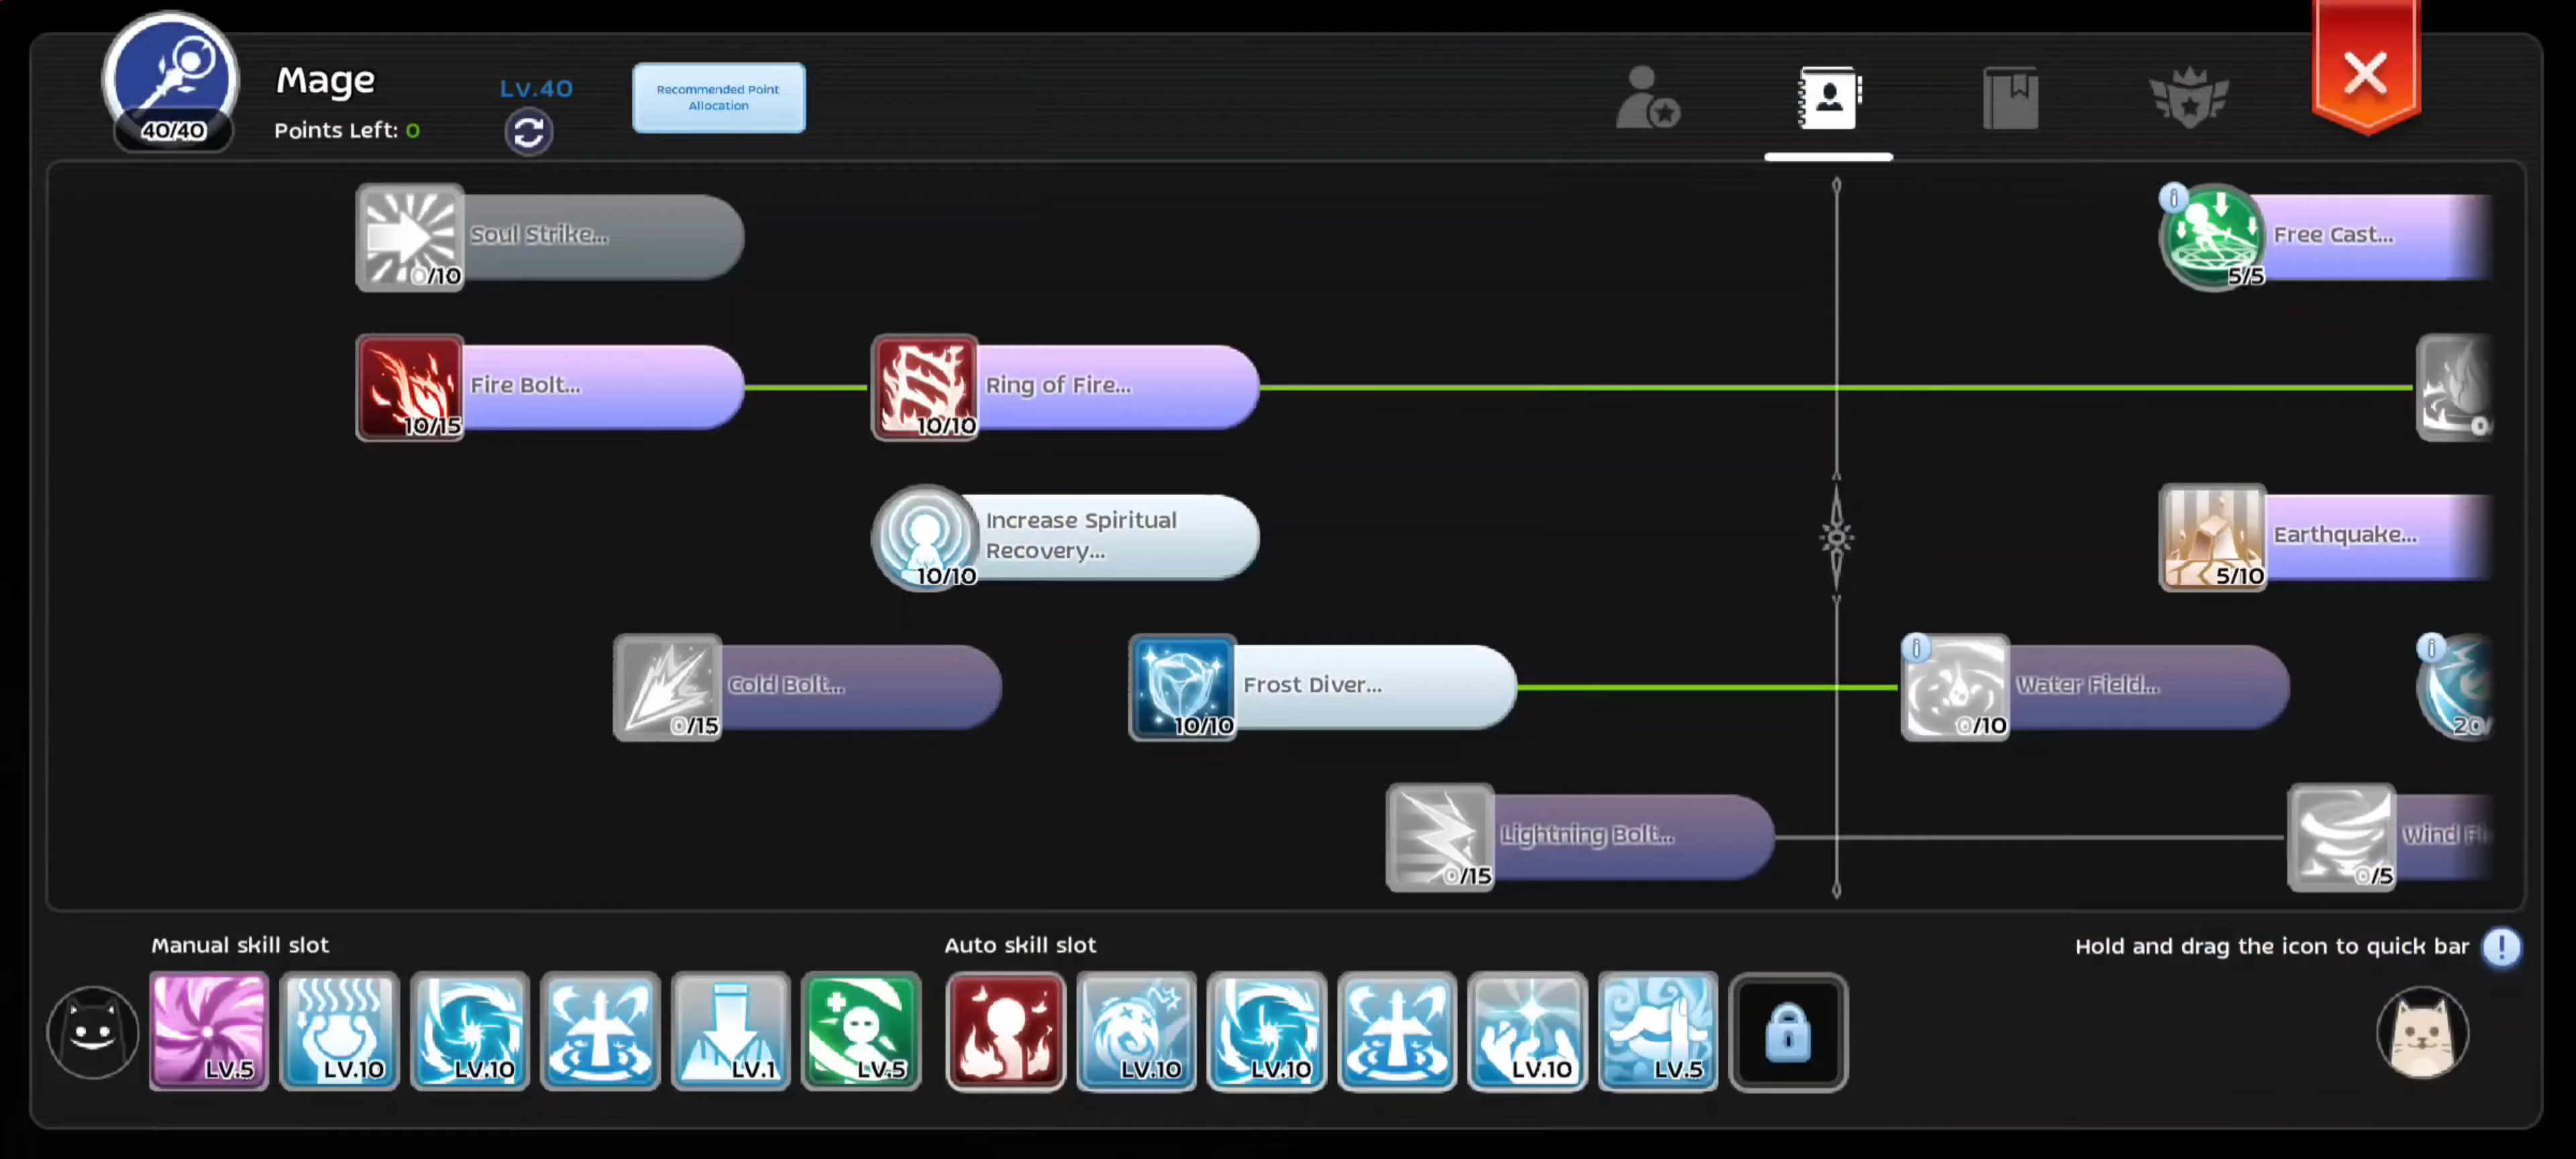 Mage
Lv.40
Recommended Point
Allocation
40/40
Points Left: 0
Soul Strike...
0/10
Free Cast...
5/5
Fire Bolt...
10/15
Ring of Fire...
10/10
Increase Spiritual
Recovery...
10/10
Earthquake...
5/10
Cold Bolt...
0/15
Frost Diver...
10/10
Water Field...
0/10
20/
Lightning Bolt...
0/15
Wind Fi
0/5
Manual skill slot
Auto skill slot
Hold and drag the icon to quick bar
LV.5
LV.10
LV.10
LV.1
LV.5
LV.10
LV.10
LV.10
LV.5